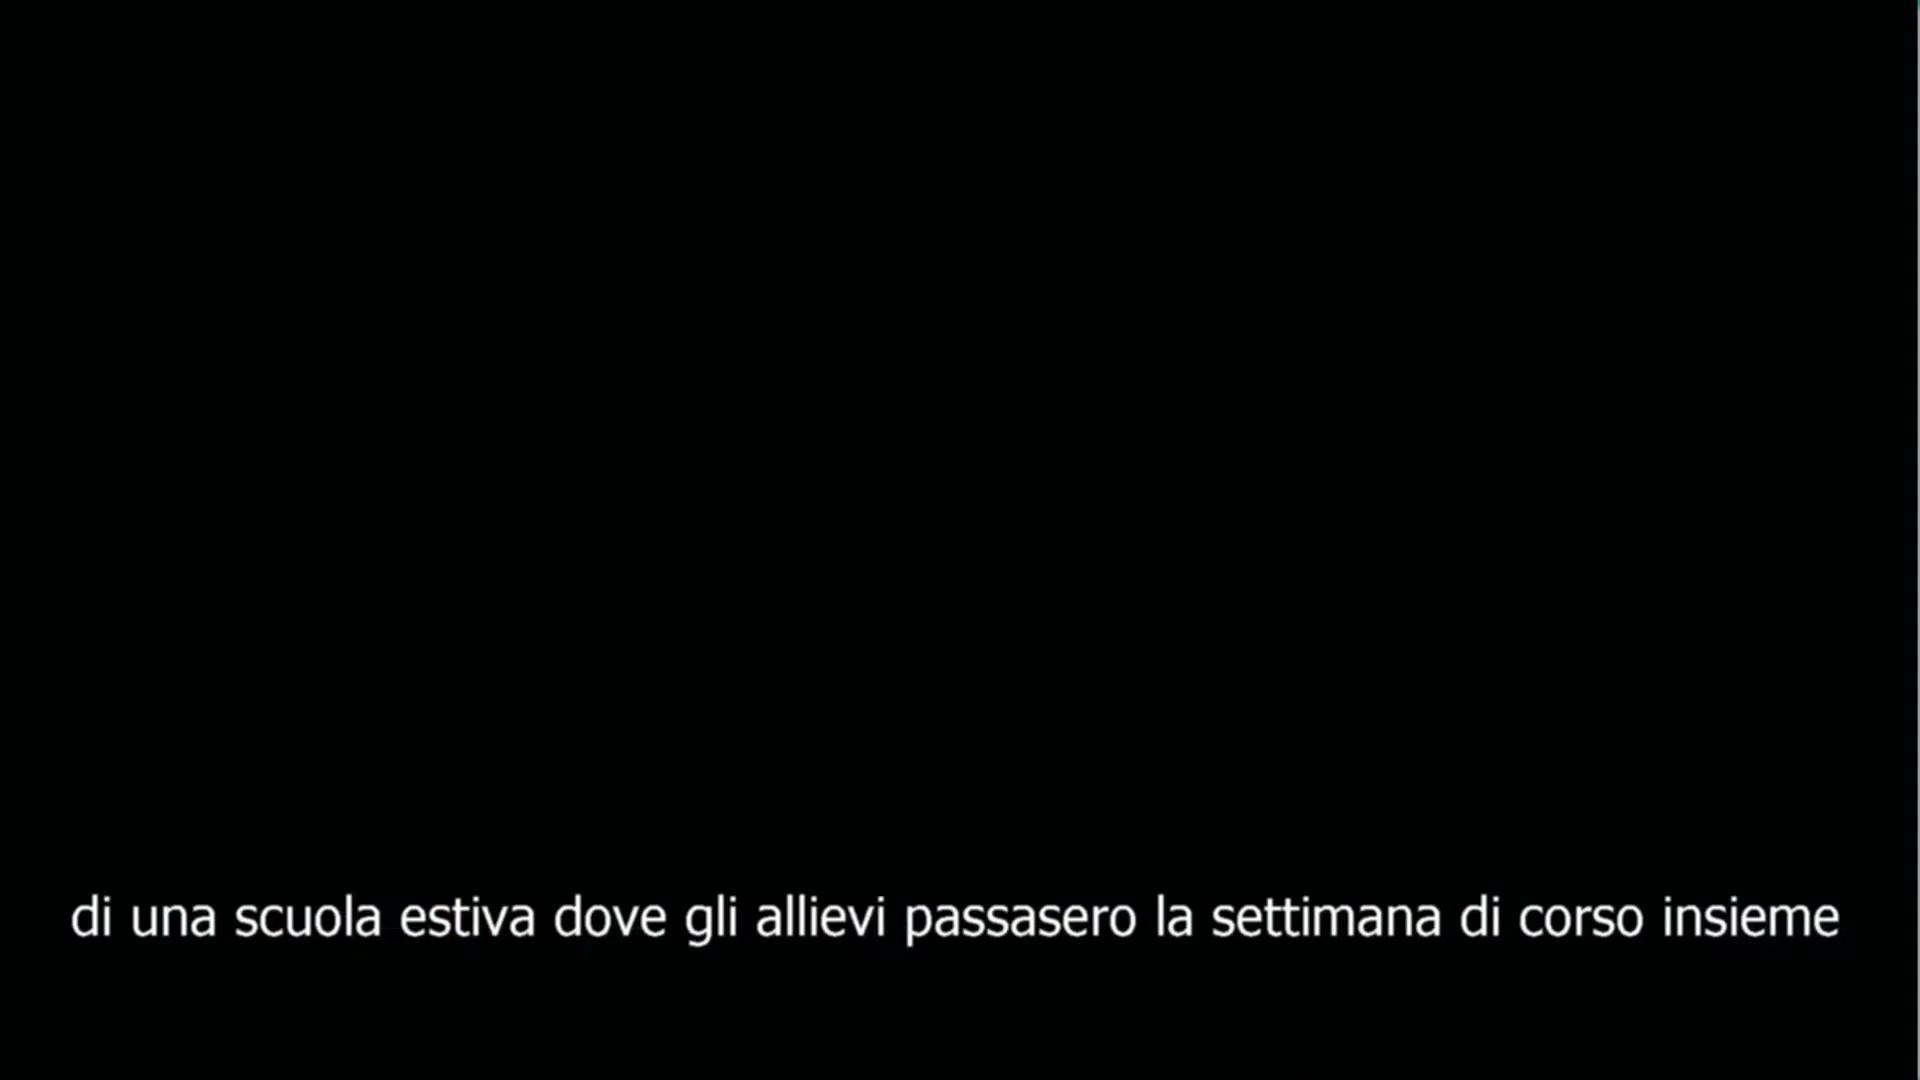 di una scuola estiva dove gli allievi passasero la settimana di corso insieme